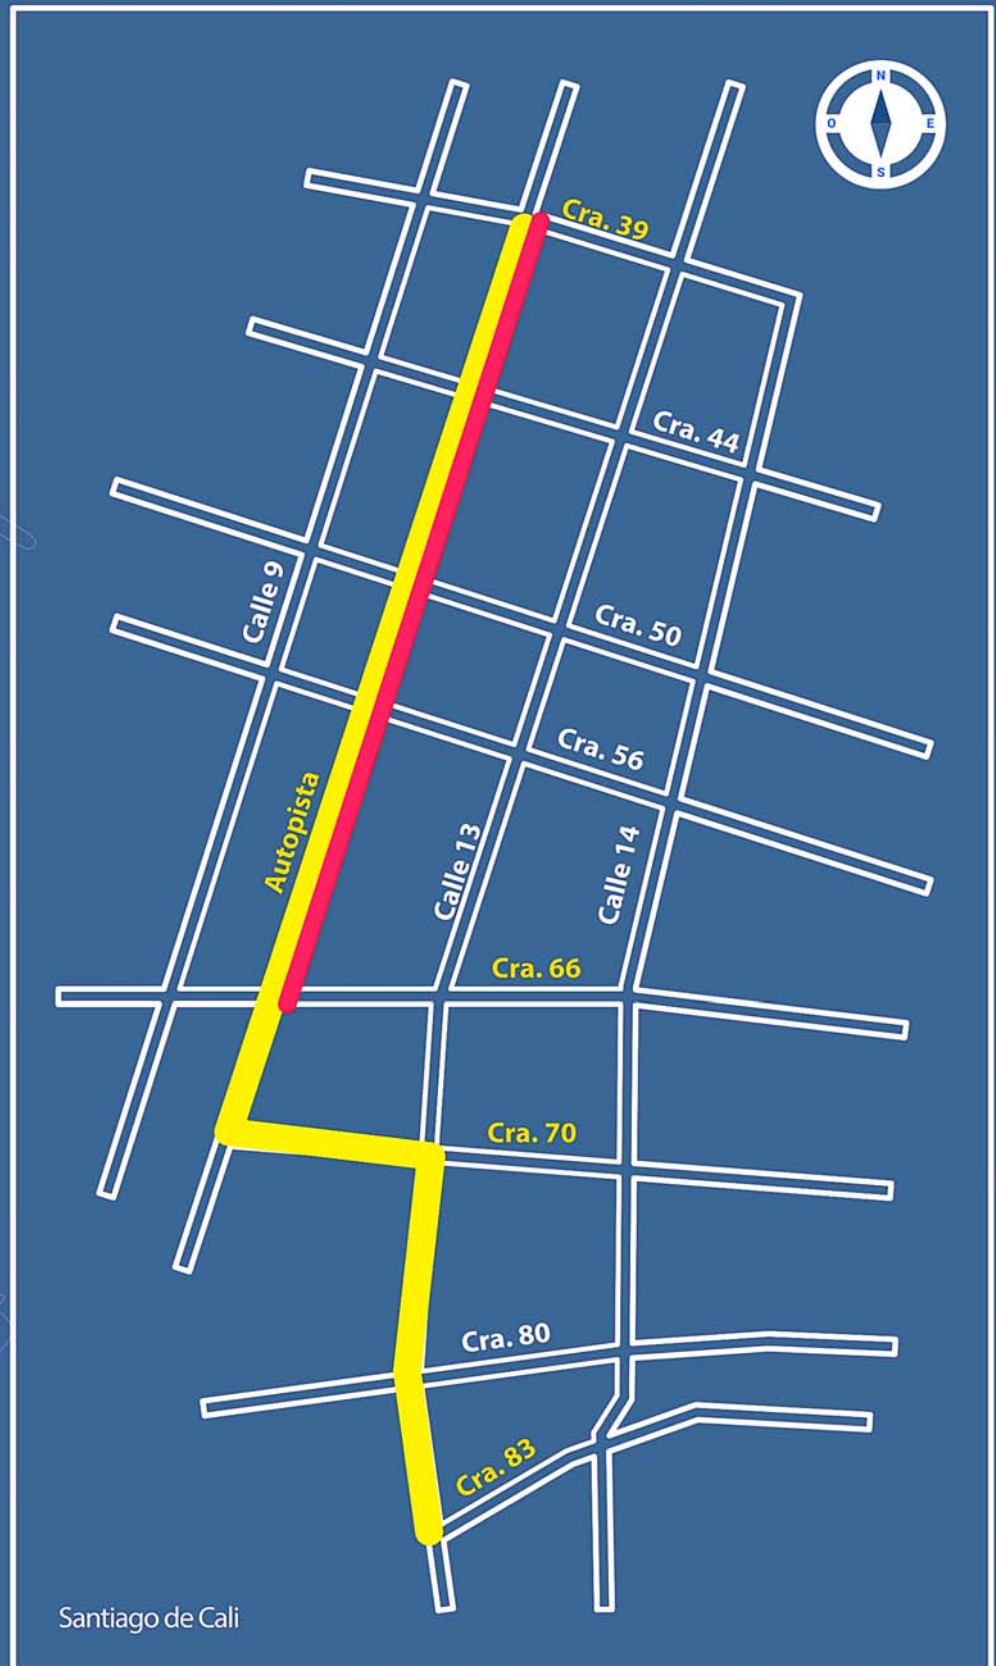 N
O
E
S
Cra. 39
Cra. 44
Calle 9
Cra. 50
Cra. 56
Autopista
Calle 13
Calle 14
Cra. 66
Cra. 70
Cra. 80
Cra. 83
Santiago de Cali